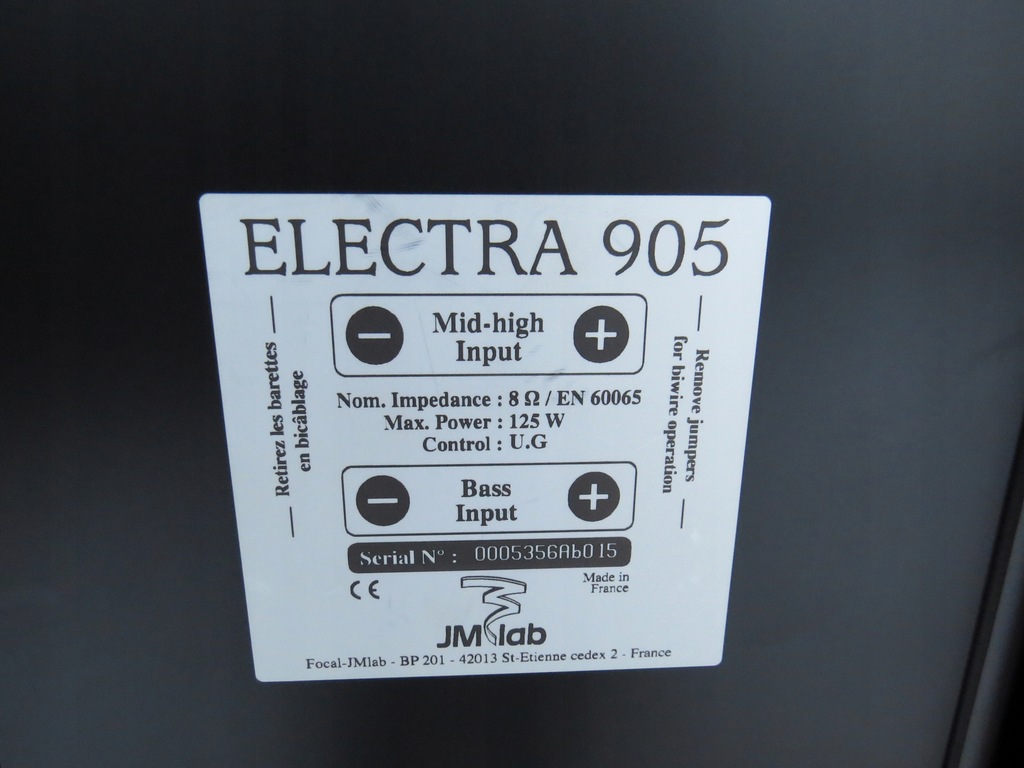 ELECTRA 905
Retirez les barettes
en bicâblage
− Mid-high +
Input
Nom. Impedance : 8 Ω / EN 60065
Max. Power : 125 W
Control : U.G
Remove jumpers
for biwire operation
− Bass +
Input
Serial N° : 0005356Ab015
CE
Made in
France
JMlab
Focal-JMlab - BP 201 - 42013 St-Etienne cedex 2 - France